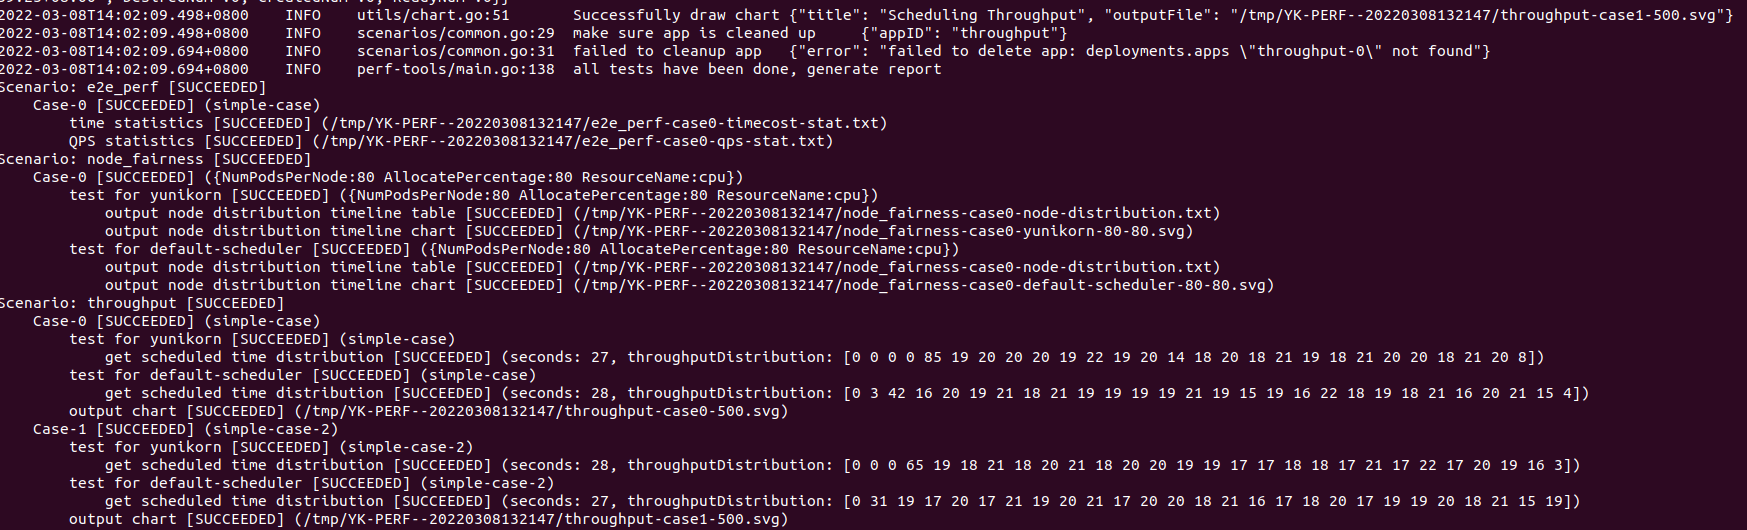 2022-03-08T14:02:09.498+0800 INFO utils/chart.go:51 Successfully draw chart {"title": "Scheduling Throughput", "outputFile": "/tmp/YK-PERF--20220308132147/throughput-case1-500.svg"}
2022-03-08T14:02:09.498+0800 INFO scenarios/common.go:29 make sure app is cleaned up {"appID": "throughput"}
2022-03-08T14:02:09.694+0800 INFO scenarios/common.go:31 failed to cleanup app {"error": "failed to delete app: deployments.apps \"throughput-0\" not found"}
2022-03-08T14:02:09.694+0800 INFO perf-tools/main.go:138 all tests have been done, generate report
Scenario: e2e_perf [SUCCEEDED]
Case-0 [SUCCEEDED] (simple-case)
time statistics [SUCCEEDED] (/tmp/YK-PERF--20220308132147/e2e_perf-case0-timecost-stat.txt)
QPS statistics [SUCCEEDED] (/tmp/YK-PERF--20220308132147/e2e_perf-case0-qps-stat.txt)
Scenario: node_fairness [SUCCEEDED]
Case-0 [SUCCEEDED] ({NumPodsPerNode:80 AllocatePercentage:80 ResourceName:cpu})
test for yunikorn [SUCCEEDED] ({NumPodsPerNode:80 AllocatePercentage:80 ResourceName:cpu})
output node distribution timeline table [SUCCEEDED] (/tmp/YK-PERF--20220308132147/node_fairness-case0-node-distribution.txt)
output node distribution timeline chart [SUCCEEDED] (/tmp/YK-PERF--20220308132147/node_fairness-case0-yunikorn-80-80.svg)
test for default-scheduler [SUCCEEDED] ({NumPodsPerNode:80 AllocatePercentage:80 ResourceName:cpu})
output node distribution timeline table [SUCCEEDED] (/tmp/YK-PERF--20220308132147/node_fairness-case0-node-distribution.txt)
output node distribution timeline chart [SUCCEEDED] (/tmp/YK-PERF--20220308132147/node_fairness-case0-default-scheduler-80-80.svg)
Scenario: throughput [SUCCEEDED]
Case-0 [SUCCEEDED] (simple-case)
test for yunikorn [SUCCEEDED] (simple-case)
get scheduled time distribution [SUCCEEDED] (seconds: 27, throughputDistribution: [0 0 0 0 85 19 20 20 20 19 22 19 20 14 18 20 18 21 19 18 21 20 20 18 21 20 8])
test for default-scheduler [SUCCEEDED] (simple-case)
get scheduled time distribution [SUCCEEDED] (seconds: 28, throughputDistribution: [0 3 42 16 20 19 21 18 21 19 19 19 19 21 19 15 19 16 22 18 19 18 21 16 20 21 15 4])
output chart [SUCCEEDED] (/tmp/YK-PERF--20220308132147/throughput-case0-500.svg)
Case-1 [SUCCEEDED] (simple-case-2)
test for yunikorn [SUCCEEDED] (simple-case-2)
get scheduled time distribution [SUCCEEDED] (seconds: 28, throughputDistribution: [0 0 0 65 19 18 21 18 20 21 18 20 20 19 19 17 17 18 18 17 21 17 22 17 20 19 16 3])
test for default-scheduler [SUCCEEDED] (simple-case-2)
get scheduled time distribution [SUCCEEDED] (seconds: 27, throughputDistribution: [0 31 19 17 20 17 21 19 20 21 17 20 20 18 21 16 17 18 20 17 19 19 20 18 21 15 19])
output chart [SUCCEEDED] (/tmp/YK-PERF--20220308132147/throughput-case1-500.svg)